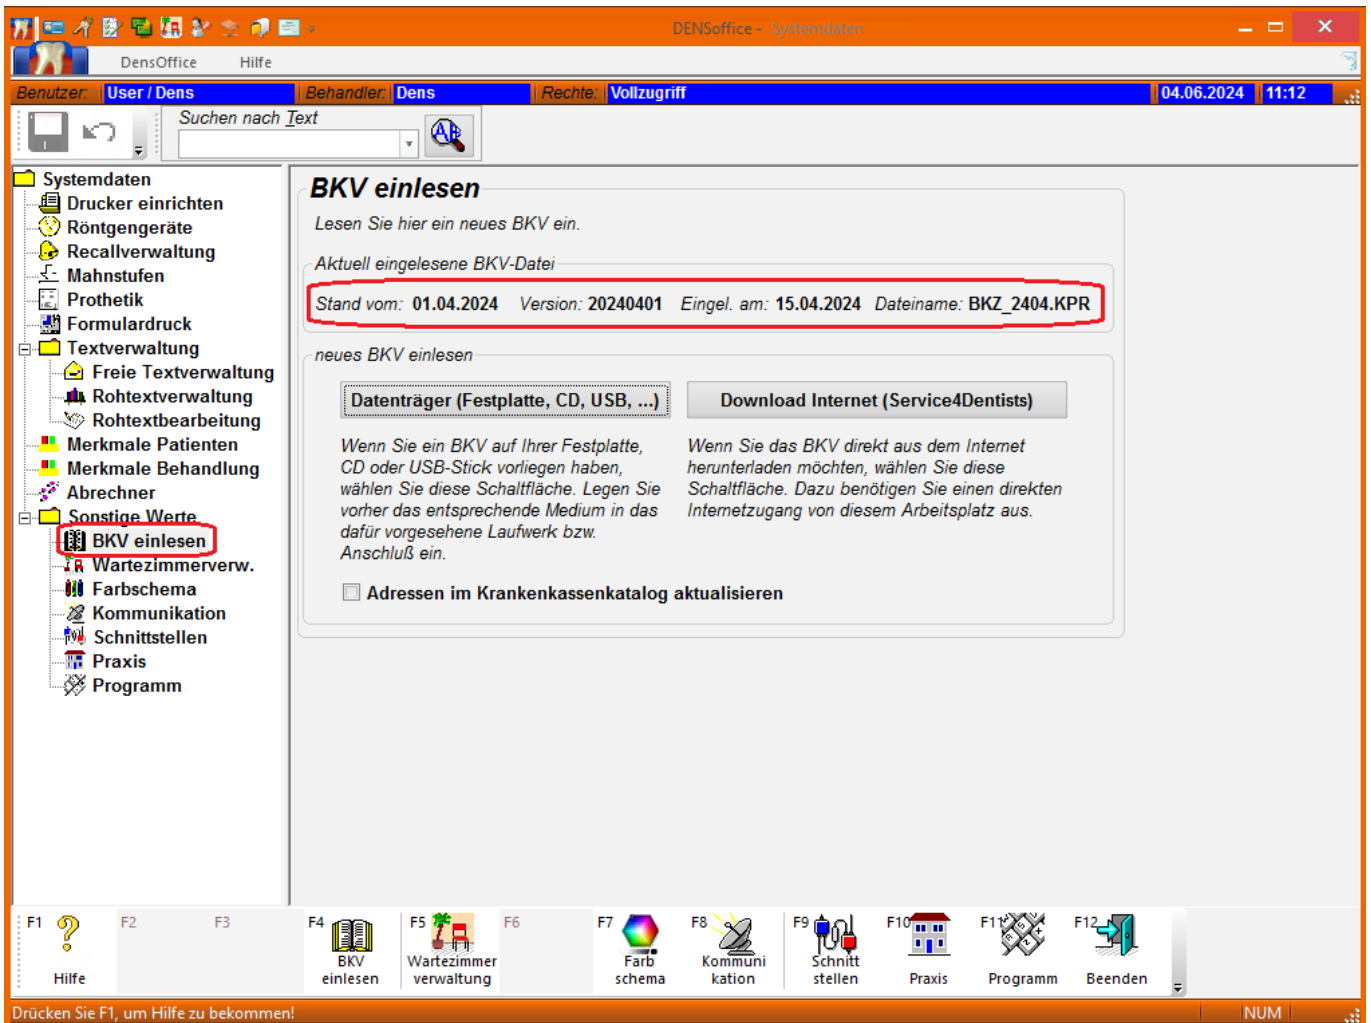 DENSoffice - Systemdaten
DensOffice Hilfe
Benutzer: User / Dens Behandler: Dens Rechte: Vollzugriff 04.06.2024 11:12
Suchen nach Text
Systemdaten
Drucker einrichten
Röntgengeräte
Recallverwaltung
Mahnstufen
Prothetik
Formulardruck
Textverwaltung
Freie Textverwaltung
Rohtextverwaltung
Rohtextbearbeitung
Merkmale Patienten
Merkmale Behandlung
Abrechner
Sonstige Werte
BKV einlesen
Wartezimmerverw.
Farbschema
Kommunikation
Schnittstellen
Praxis
Programm
BKV einlesen
Lesen Sie hier ein neues BKV ein.
Aktuell eingelesene BKV-Datei
Stand vom: 01.04.2024 Version: 20240401 Eingel. am: 15.04.2024 Dateiname: BKZ_2404.KPR
neues BKV einlesen
Datenträger (Festplatte, CD, USB, ...)
Wenn Sie ein BKV auf Ihrer Festplatte,
CD oder USB-Stick vorliegen haben,
wählen Sie diese Schaltfläche. Legen Sie
vorher das entsprechende Medium in das
dafür vorgesehene Laufwerk bzw.
Anschluß ein.
Download Internet (Service4Dentists)
Wenn Sie das BKV direkt aus dem Internet
herunterladen möchten, wählen Sie diese
Schaltfläche. Dazu benötigen Sie einen direkten
Internetzugang von diesem Arbeitsplatz aus.
Adressen im Krankenkassenkatalog aktualisieren
F1 Hilfe
F2
F3
F4 BKV
einlesen
F5 Wartezimmer
verwaltung
F6
F7 Farb
schema
F8 Kommuni
kation
F9 Schnitt
stellen
F10 Praxis
F11 Programm
F12 Beenden
Drücken Sie F1, um Hilfe zu bekommen! NUM